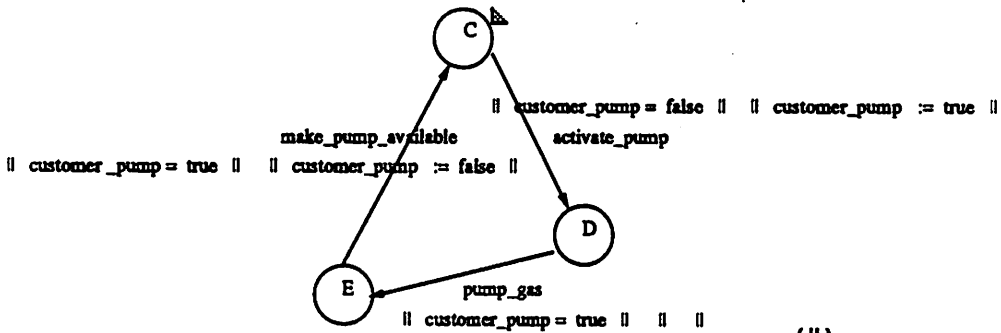 C
⟦ customer_pump = false ⟧ ⟦ customer_pump := true ⟧
make_pump_available
activate_pump
⟦ customer_pump = true ⟧ ⟦ customer_pump := false ⟧
D
E
pump_gas
⟦ customer_pump = true ⟧ ⟦ ⟧